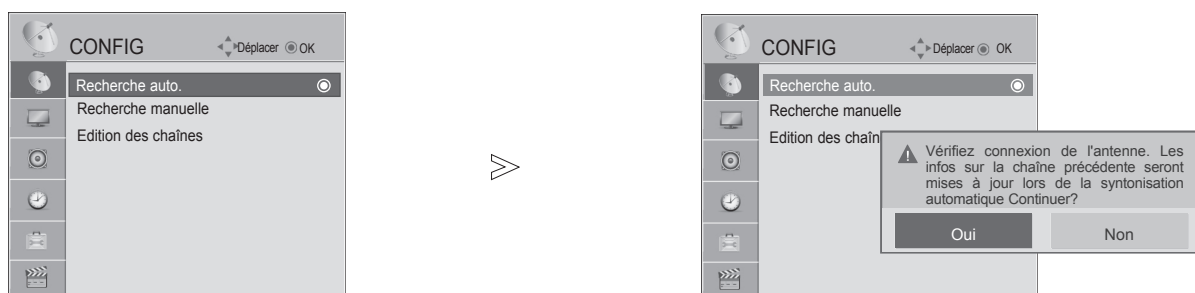 CONFIG Déplacer OK
Recherche auto.
Recherche manuelle
Edition des chaînes
CONFIG Déplacer OK
Recherche auto.
Recherche manuelle
Edition des chaîn
Vérifiez connexion de l'antenne. Les
infos sur la chaîne précédente seront
mises à jour lors de la syntonisation
automatique Continuer?
Oui Non